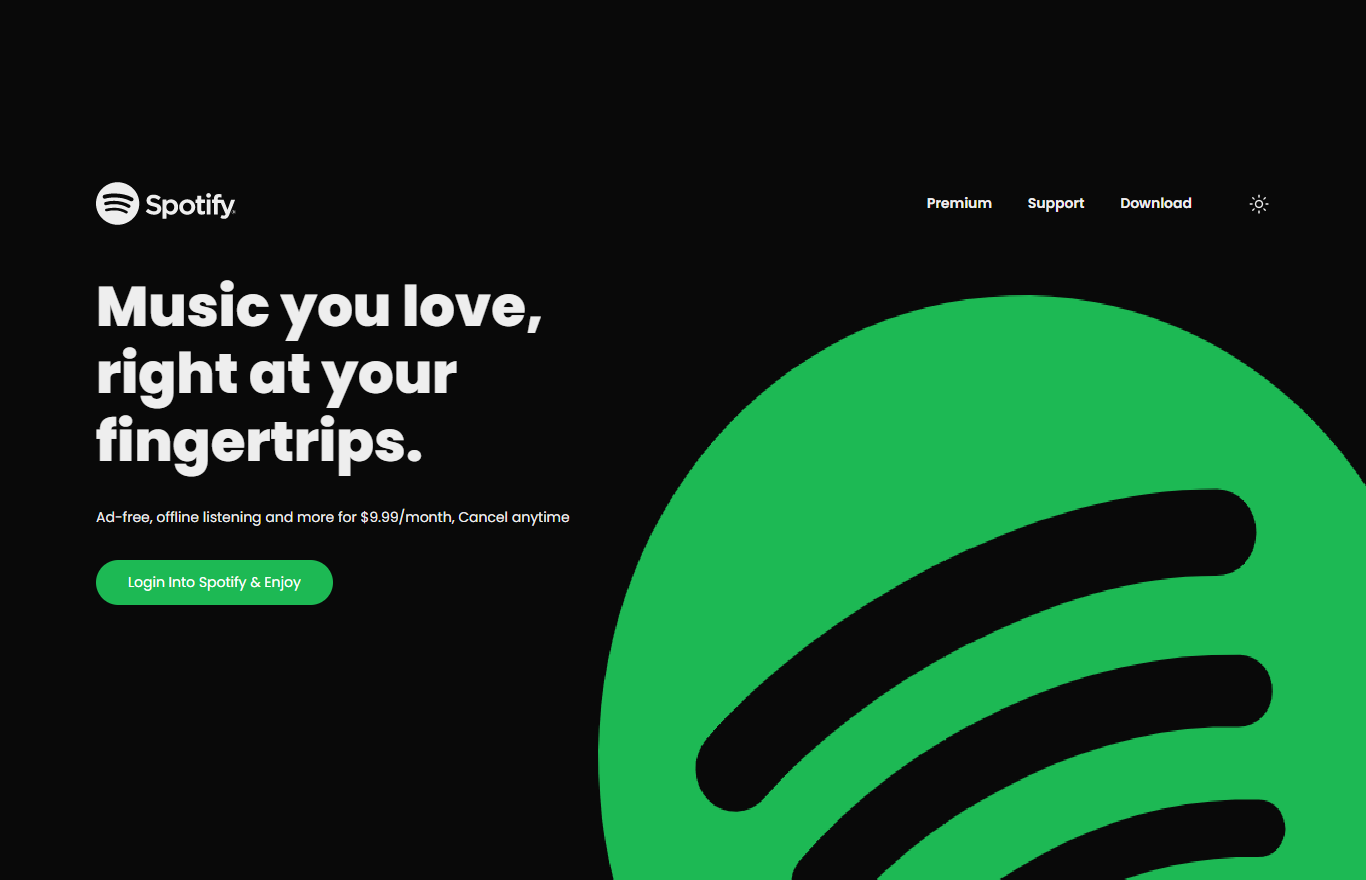 Spotify
Premium Support Download
Music you love,
right at your
fingertrips.
Ad-free, offline listening and more for $9.99/month, Cancel anytime
Login Into Spotify & Enjoy